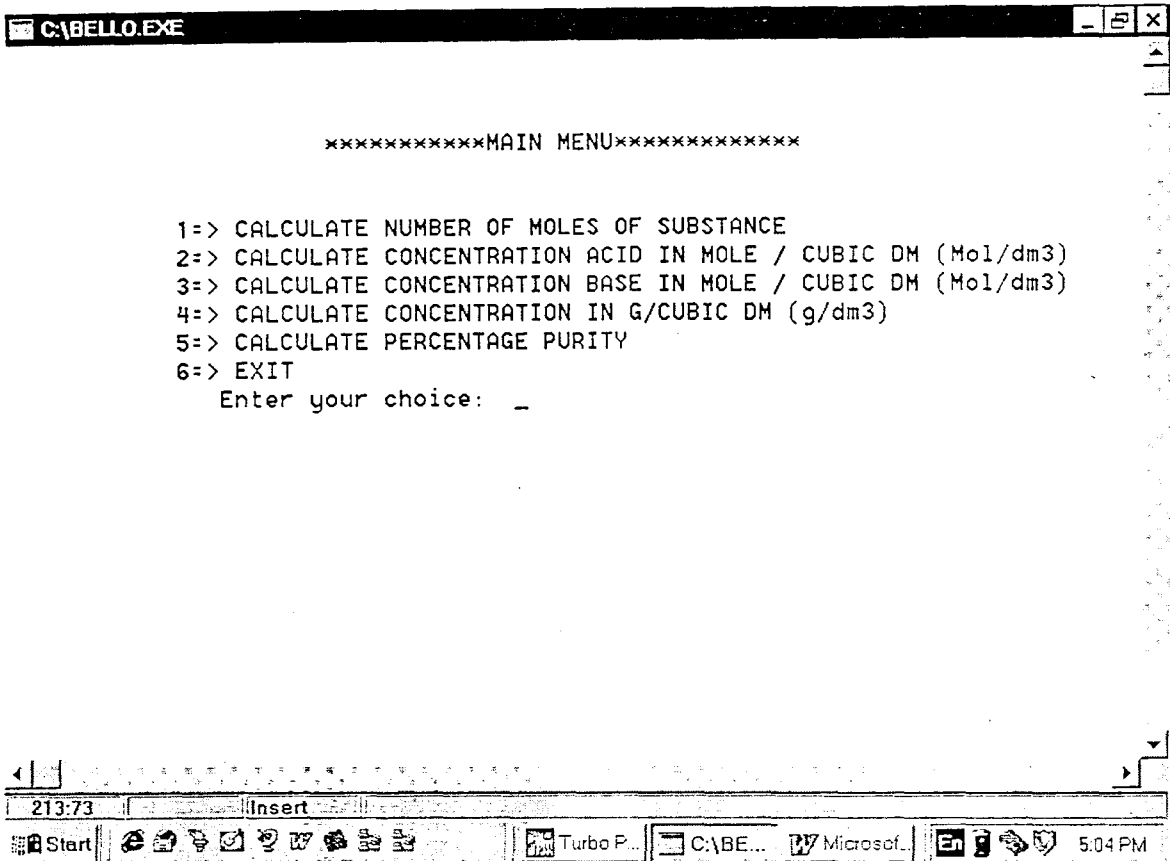 C:\BELLO.EXE
***********MAIN MENU*************
1=> CALCULATE NUMBER OF MOLES OF SUBSTANCE
2=> CALCULATE CONCENTRATION ACID IN MOLE / CUBIC DM (Mol/dm3)
3=> CALCULATE CONCENTRATION BASE IN MOLE / CUBIC DM (Mol/dm3)
4=> CALCULATE CONCENTRATION IN G/CUBIC DM (g/dm3)
5=> CALCULATE PERCENTAGE PURITY
6=> EXIT
Enter your choice: _
213:73 Insert
Start Turbo P... C:\BE... Microsof... En 5:04 PM